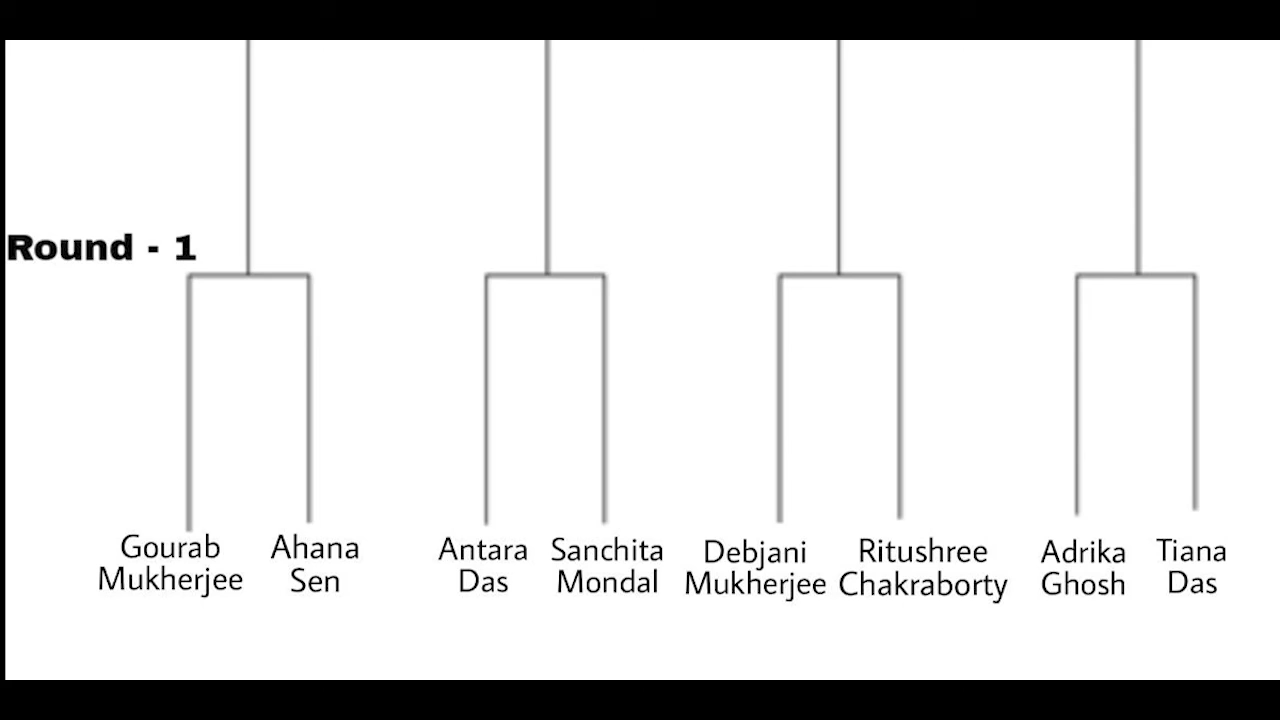 Round - 1
Gourab
Mukherjee
Ahana
Sen
Antara
Das
Sanchita
Mondal
Debjani
Mukherjee
Ritushree
Chakraborty
Adrika
Ghosh
Tiana
Das